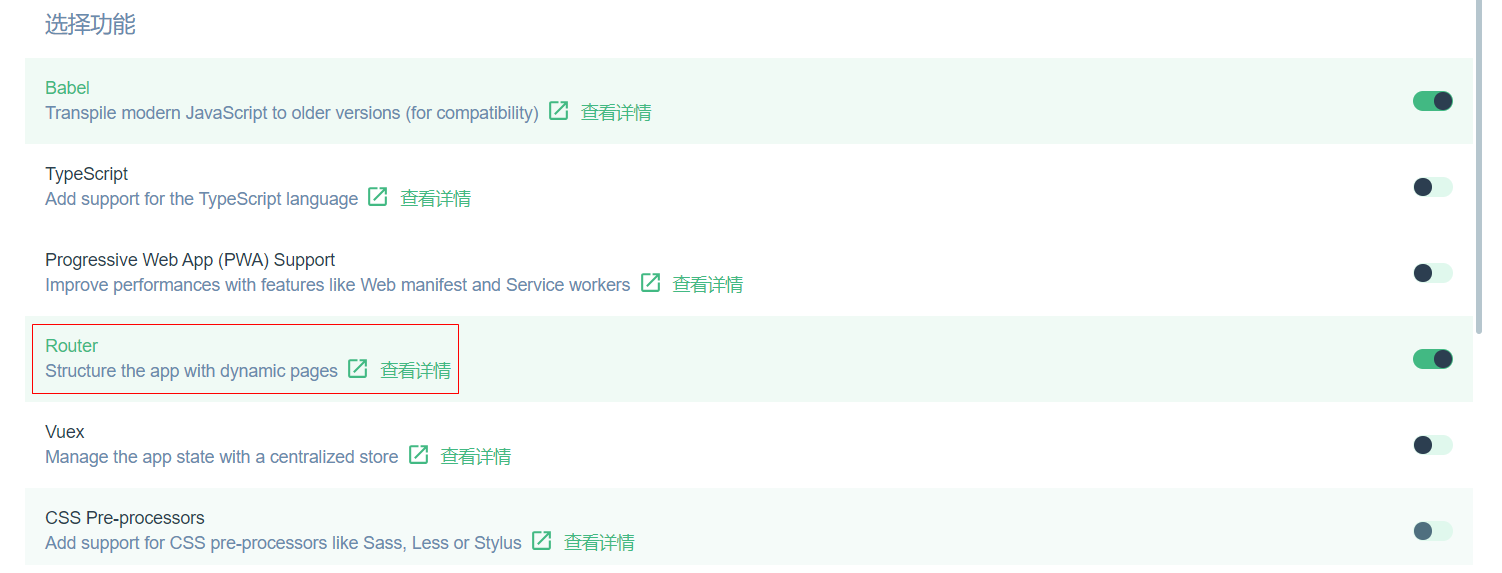 选择功能
Babel
Transpile modern JavaScript to older versions (for compatibility) 查看详情
TypeScript
Add support for the TypeScript language 查看详情
Progressive Web App (PWA) Support
Improve performances with features like Web manifest and Service workers 查看详情
Router
Structure the app with dynamic pages 查看详情
Vuex
Manage the app state with a centralized store 查看详情
CSS Pre-processors
Add support for CSS pre-processors like Sass, Less or Stylus 查看详情